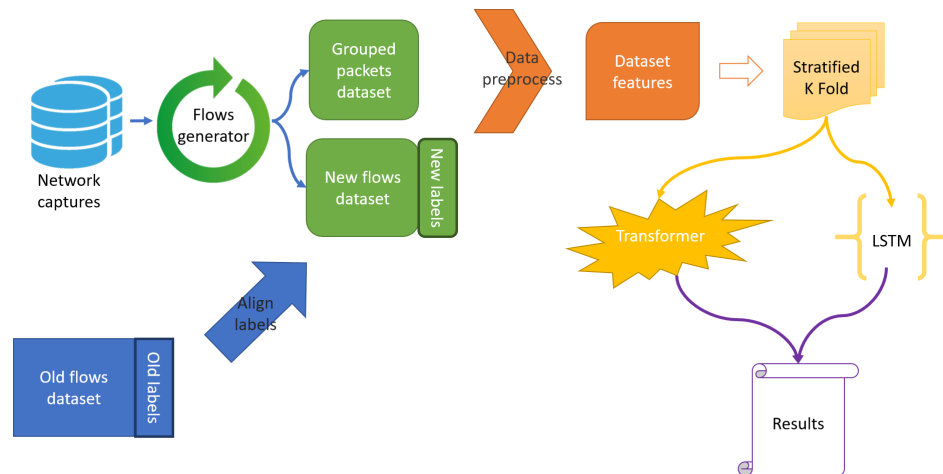 Network
captures
Flows
generator
Grouped
packets
dataset
New flows
dataset
New labels
Data
preprocess
Dataset
features
Stratified
K Fold
Transformer
LSTM
Align
labels
Old flows
dataset
Old labels
Results